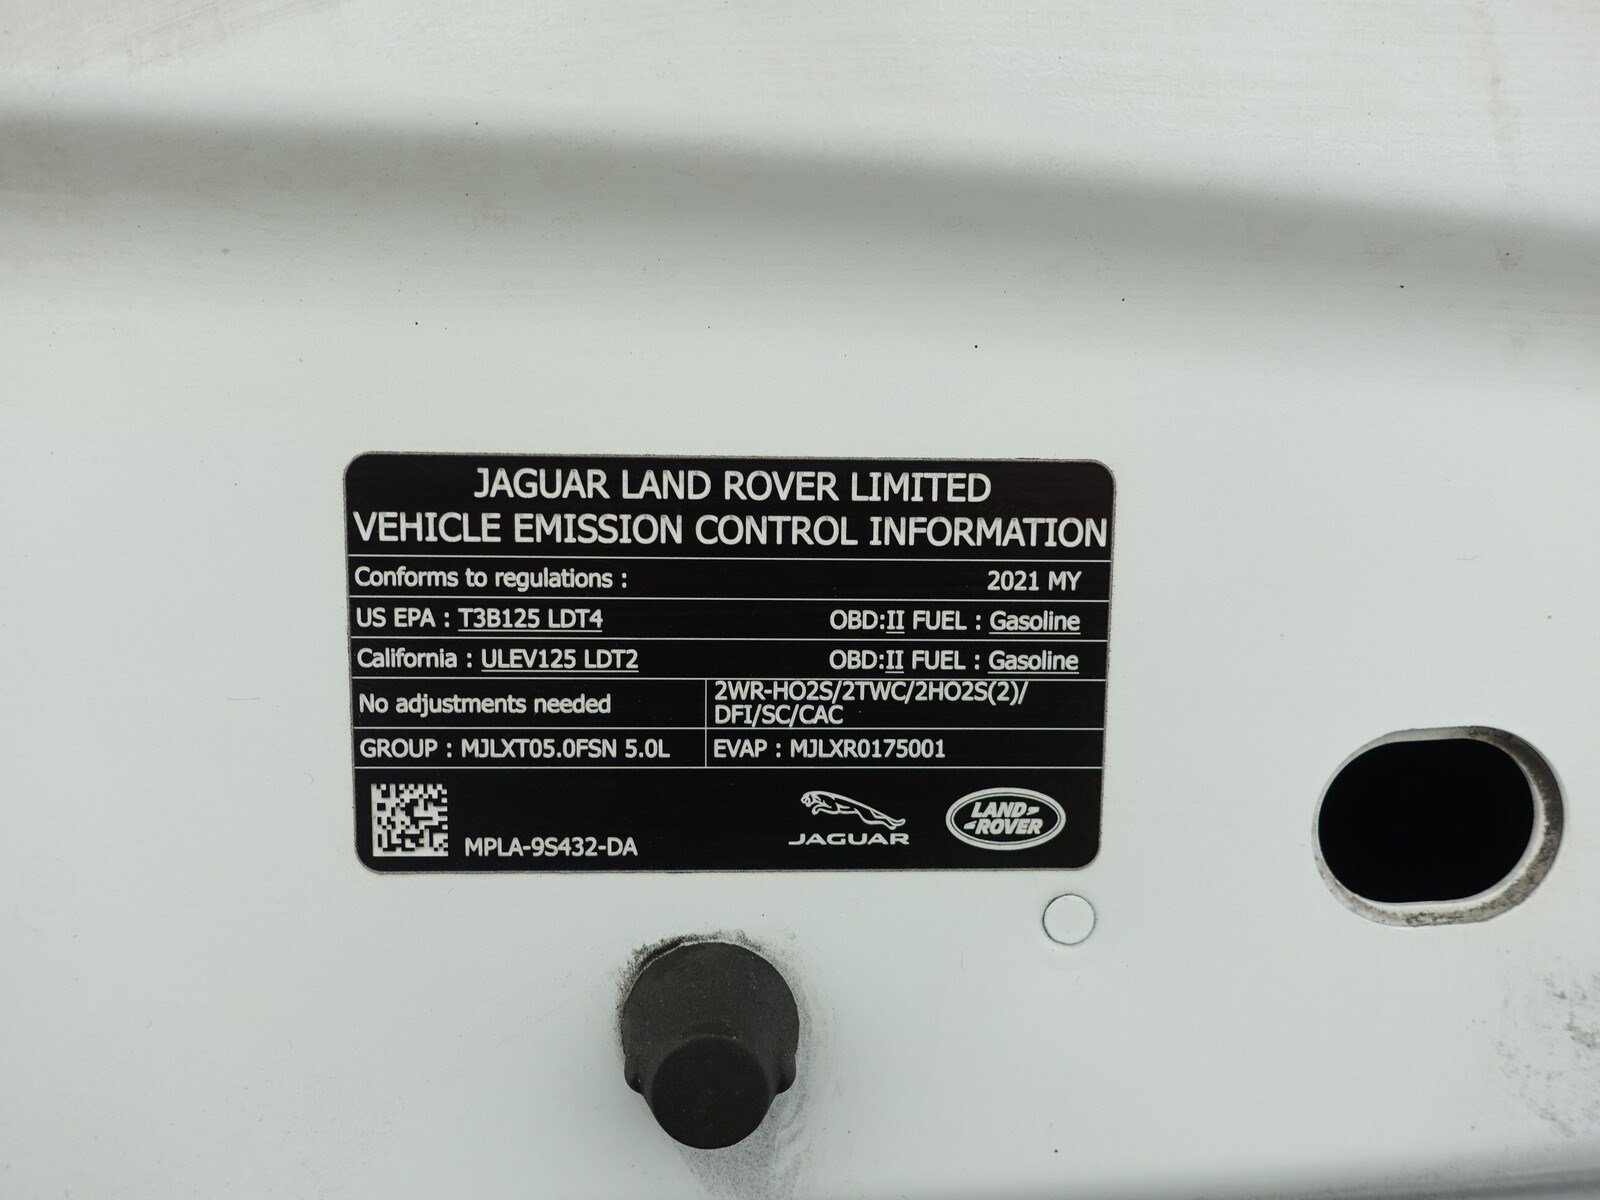 JAGUAR LAND ROVER LIMITED
VEHICLE EMISSION CONTROL INFORMATION
Conforms to regulations : 2021 MY
US EPA : T3B125 LDT4 OBD:II FUEL : Gasoline
California : ULEV125 LDT2 OBD:II FUEL : Gasoline
No adjustments needed
2WR-HO2S/2TWC/2HO2S(2)/
DFI/SC/CAC
GROUP : MJLXT05.0FSN 5.0L EVAP : MJLXR0175001
MPLA-9S432-DA
JAGUAR
LAND-
-ROVER